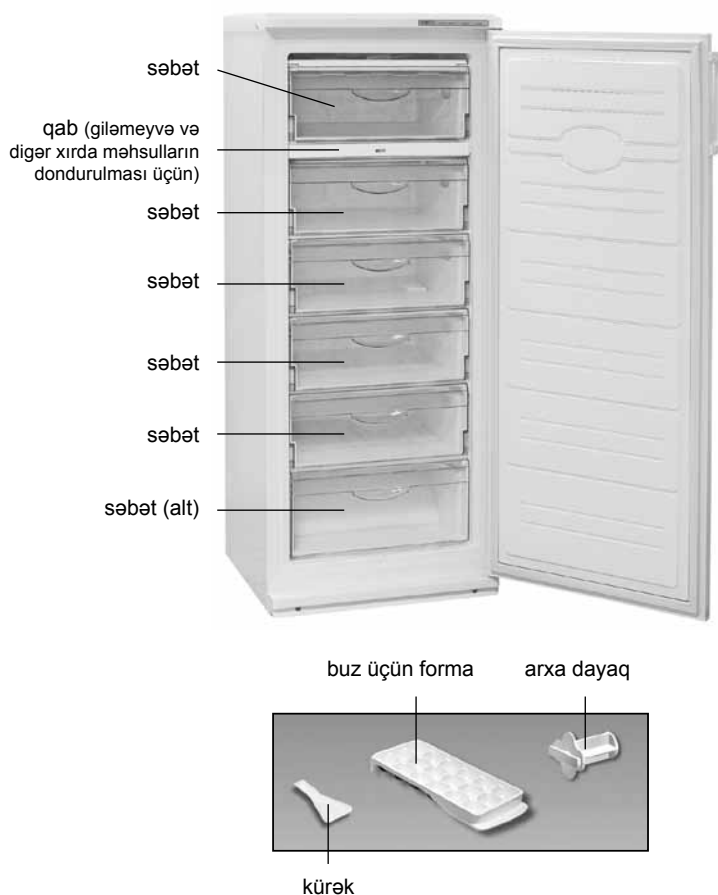 səbət
qab (giləmeyvə və
digər xırda məhsulların
dondurulması üçün)
səbət
səbət
səbət
səbət
səbət (alt)
buz üçün forma
arxa dayaq
kürək